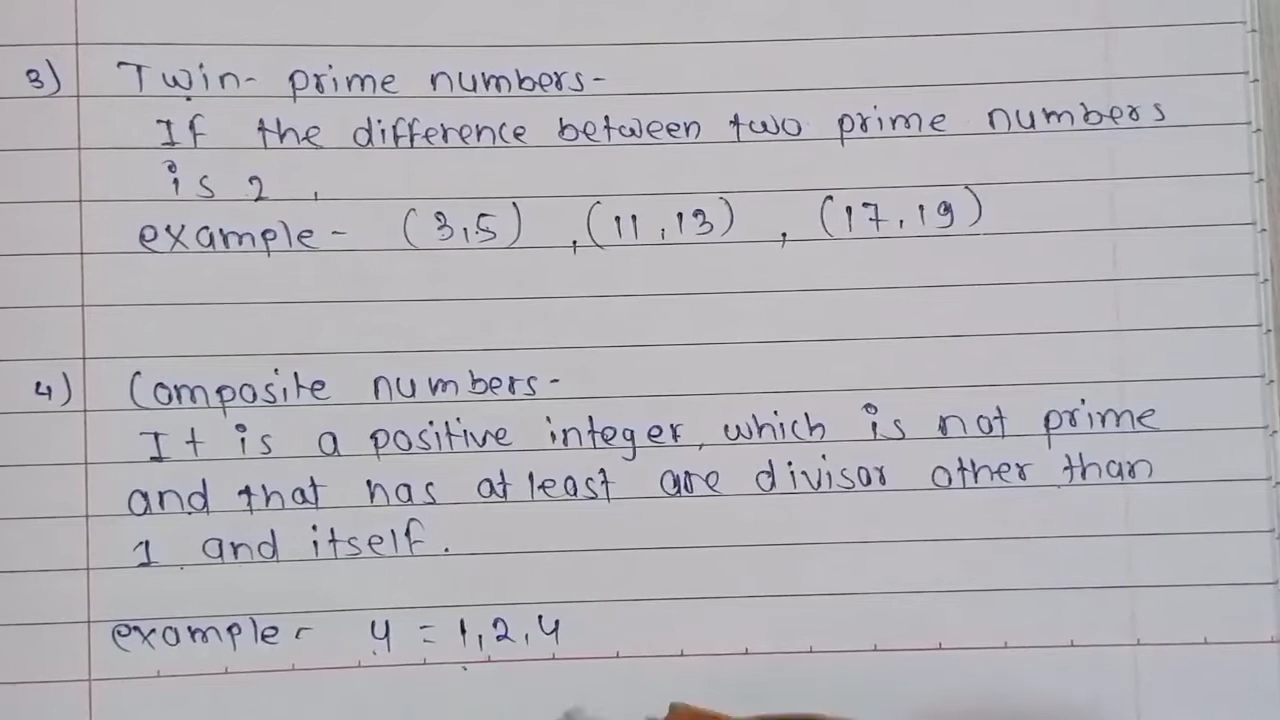 3) Twin- prime numbers-
If the difference between two prime numbers
is 2 ,
example- (3,5) , (11,13) , (17,19)
4) Composite numbers-
It is a positive integer, which is not prime
and that has at least are divisor other than
1 and itself.
example- 4 = 1,2,4